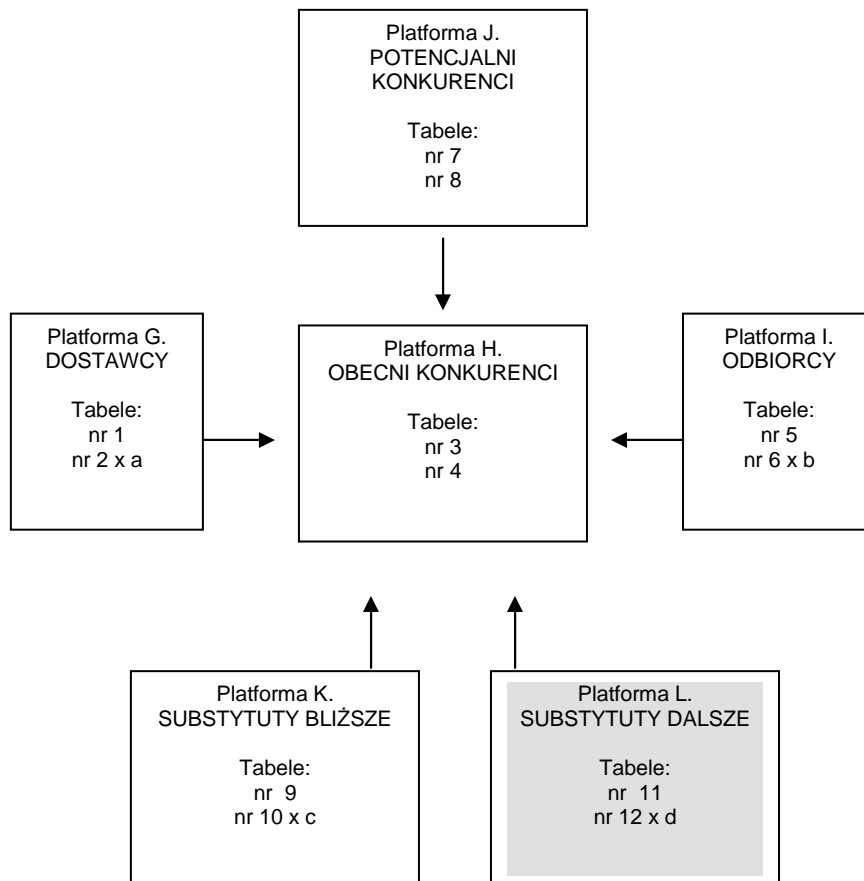 Platforma J.
POTENCJALNI
KONKURENCI
Tabele:
nr 7
nr 8
Platforma G.
DOSTAWCY
Tabele:
nr 1
nr 2 x a
Platforma H.
OBECNI KONKURENCI
Tabele:
nr 3
nr 4
Platforma I.
ODBIORCY
Tabele:
nr 5
nr 6 x b
Platforma K.
SUBSTYTUTY BLIŻSZE
Tabele:
nr 9
nr 10 x c
Platforma L.
SUBSTYTUTY DALSZE
Tabele:
nr 11
nr 12 x d